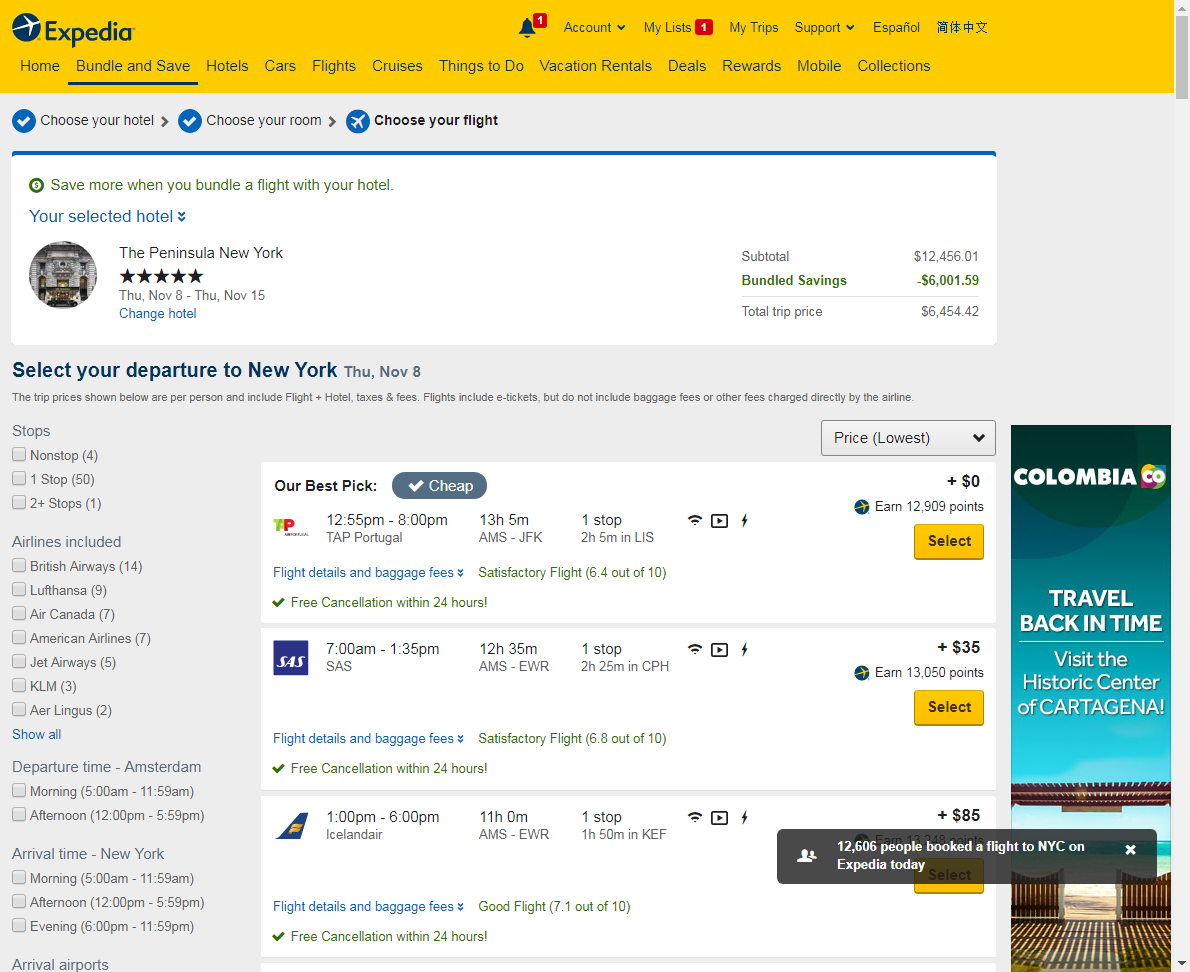 Expedia
1
Account
My Lists 1
My Trips
Support
Español
简体中文
Home
Bundle and Save
Hotels
Cars
Flights
Cruises
Things to Do
Vacation Rentals
Deals
Rewards
Mobile
Collections
Choose your hotel
Choose your room
Choose your flight
Save more when you bundle a flight with your hotel.
Your selected hotel
The Peninsula New York
Thu, Nov 8 - Thu, Nov 15
Change hotel
Subtotal $12,456.01
Bundled Savings -$6,001.59
Total trip price $6,454.42
Select your departure to New York Thu, Nov 8
The trip prices shown below are per person and include Flight + Hotel, taxes & fees. Flights include e-tickets, but do not include baggage fees or other fees charged directly by the airline.
Stops
Nonstop (4)
1 Stop (50)
2+ Stops (1)
Airlines included
British Airways (14)
Lufthansa (9)
Air Canada (7)
American Airlines (7)
Jet Airways (5)
KLM (3)
Aer Lingus (2)
Show all
Departure time - Amsterdam
Morning (5:00am - 11:59am)
Afternoon (12:00pm - 5:59pm)
Arrival time - New York
Morning (5:00am - 11:59am)
Afternoon (12:00pm - 5:59pm)
Evening (6:00pm - 11:59pm)
Arrival airports
Price (Lowest)
Our Best Pick: Cheap
+ $0
Earn 12,909 points
Select
TAP
12:55pm - 8:00pm 13h 5m 1 stop
TAP Portugal AMS - JFK 2h 5m in LIS
Flight details and baggage fees Satisfactory Flight (6.4 out of 10)
Free Cancellation within 24 hours!
SAS
7:00am - 1:35pm 12h 35m 1 stop
SAS AMS - EWR 2h 25m in CPH
+ $35
Earn 13,050 points
Select
Flight details and baggage fees Satisfactory Flight (6.8 out of 10)
Free Cancellation within 24 hours!
1:00pm - 6:00pm 11h 0m 1 stop
Icelandair AMS - EWR 1h 50m in KEF
+ $85
Earn 13,248 points
Select
Flight details and baggage fees Good Flight (7.1 out of 10)
Free Cancellation within 24 hours!
12,606 people booked a flight to NYC on
Expedia today
COLOMBIA CO
TRAVEL
BACK IN TIME
Visit the
Historic Center
of CARTAGENA!